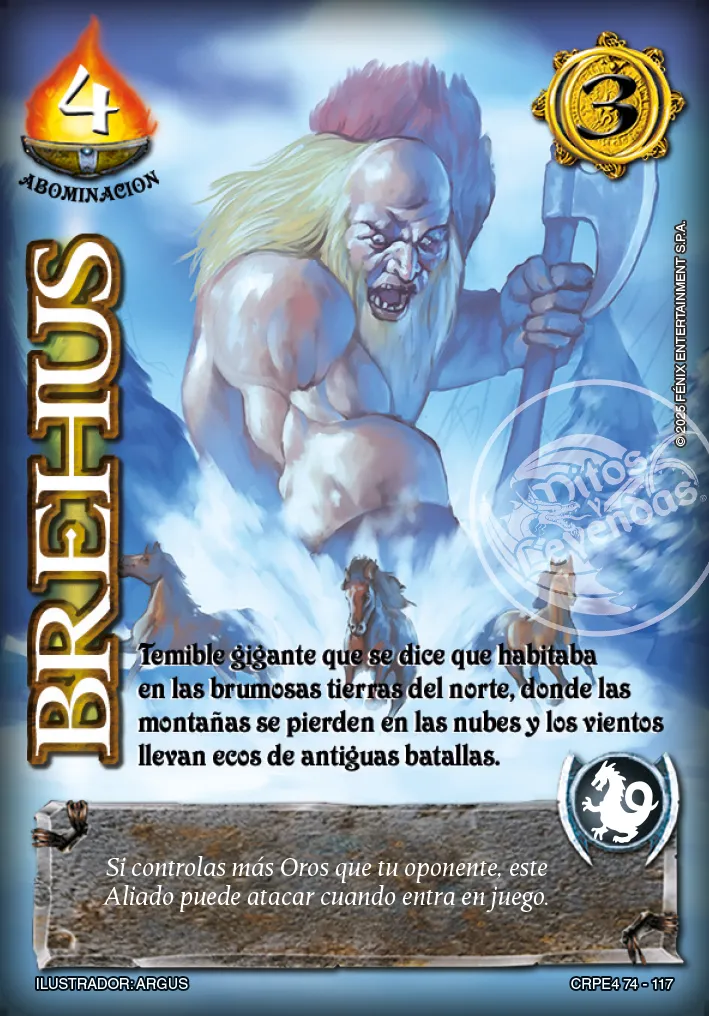 4
ABOMINACION
3
BREHUS
© 2025 FÉNIX ENTERTAINMENT S.P.A.
Mitos
y
Leyendas®
Temible gigante que se dice que habitaba
en las brumosas tierras del norte, donde las
montañas se pierden en las nubes y los vientos
llevan ecos de antiguas batallas.
Si controlas más Oros que tu oponente, este
Aliado puede atacar cuando entra en juego.
ILUSTRADOR: ARGUS
CRPE4 74 - 117